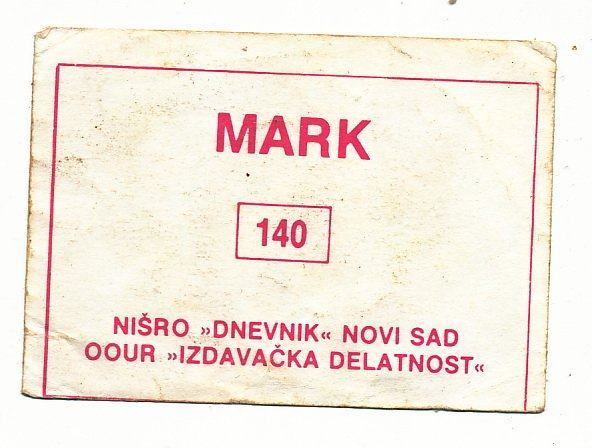 MARK
140
NIŠRO »DNEVNIK« NOVI SAD
OOUR »IZDAVAČKA DELATNOST«